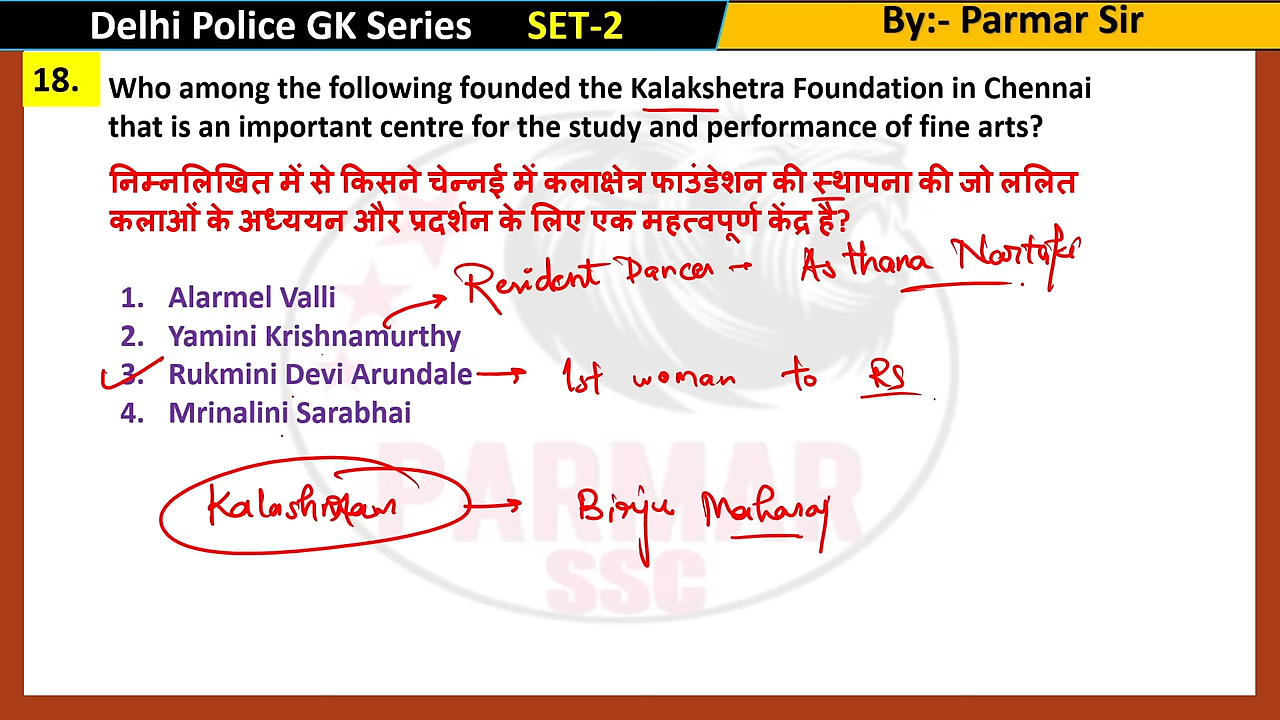 Delhi Police GK Series SET-2 By:- Parmar Sir
18. Who among the following founded the Kalakshetra Foundation in Chennai
that is an important centre for the study and performance of fine arts?
निम्नलिखित में से किसने चेन्नई में कलाक्षेत्र फाउंडेशन की स्थापना की जो ललित
कलाओं के अध्ययन और प्रदर्शन के लिए एक महत्वपूर्ण केंद्र है?
Resident Dancer - Asthana Nartaki
1. Alarmel Valli
2. Yamini Krishnamurthy
3. Rukmini Devi Arundale → 1st woman to RS
4. Mrinalini Sarabhai
→ Birju Maharaj
PARMAR
SSC